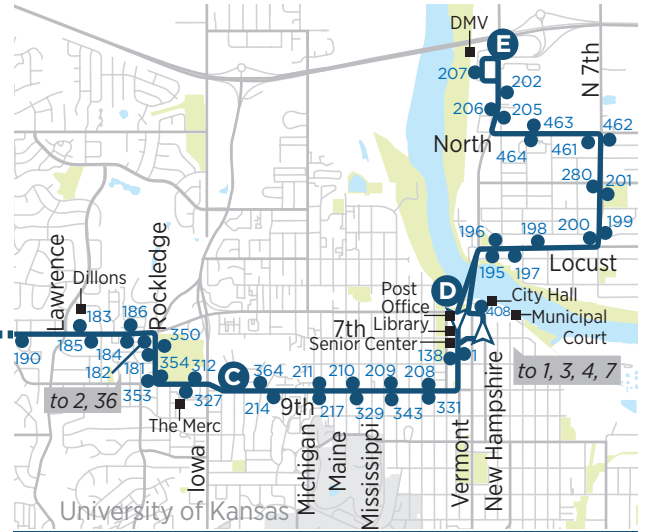 DMV
E
207
202
N 7th
206
205
463
462
North
464
461
280
201
196
198
200
199
195
197
Locust
Lawrence
Rockledge
Dillons
Post
Office
D
408
City Hall
Municipal
Court
7th
Library
Senior Center
183
186
190
185
184
182
181
350
354
312
353
327
C
364
211
210
209
208
138
1
to 1, 3, 4, 7
to 2, 36
214
9th
217
329
343
331
The Merc
Iowa
Michigan
Maine
Mississippi
Vermont
New Hampshire
University of Kansas